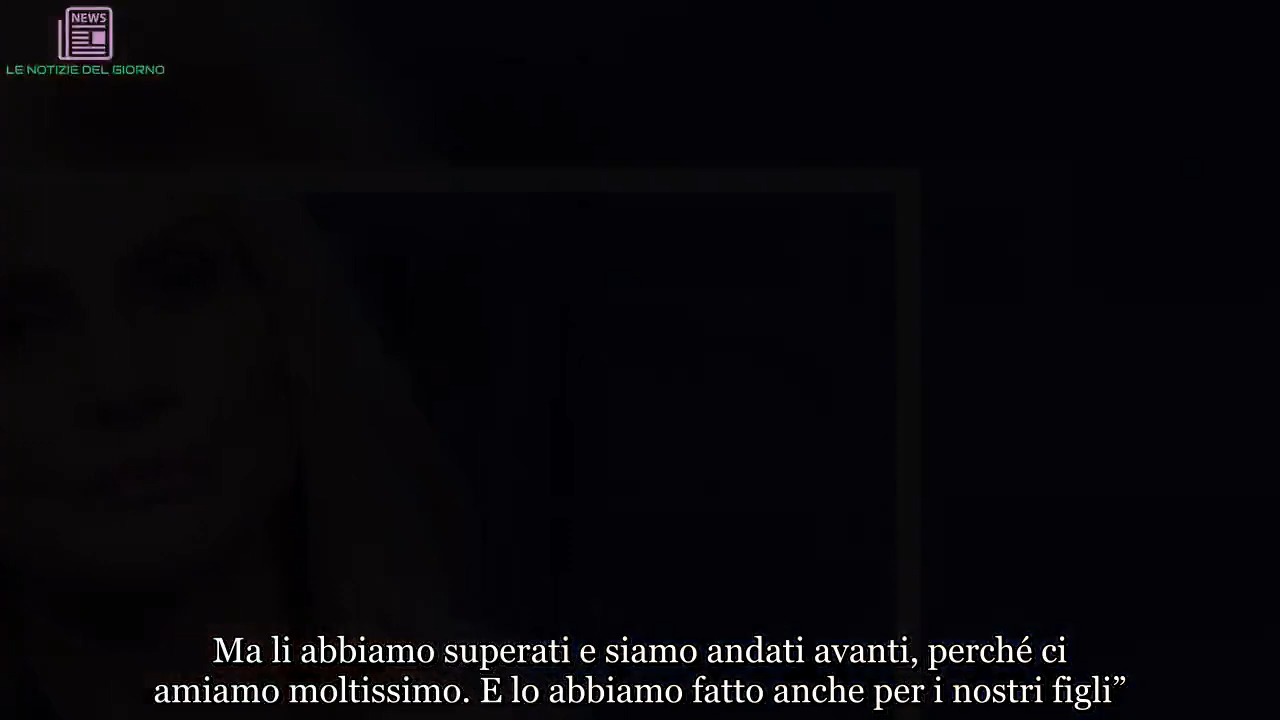 NEWS
LE NOTIZIE DEL GIORNO
Ma li abbiamo superati e siamo andati avanti, perché ci
amiamo moltissimo. E lo abbiamo fatto anche per i nostri figli”